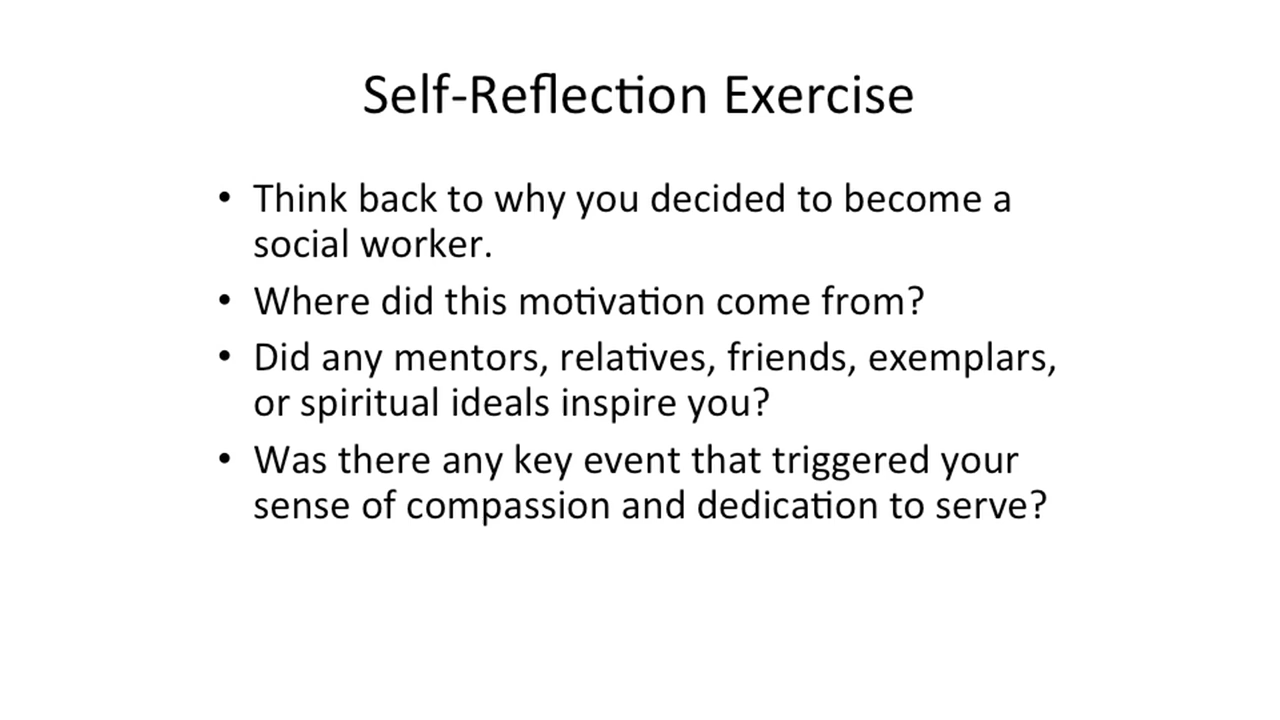 Self-Reflection Exercise
• Think back to why you decided to become a
social worker.
• Where did this motivation come from?
• Did any mentors, relatives, friends, exemplars,
or spiritual ideals inspire you?
• Was there any key event that triggered your
sense of compassion and dedication to serve?